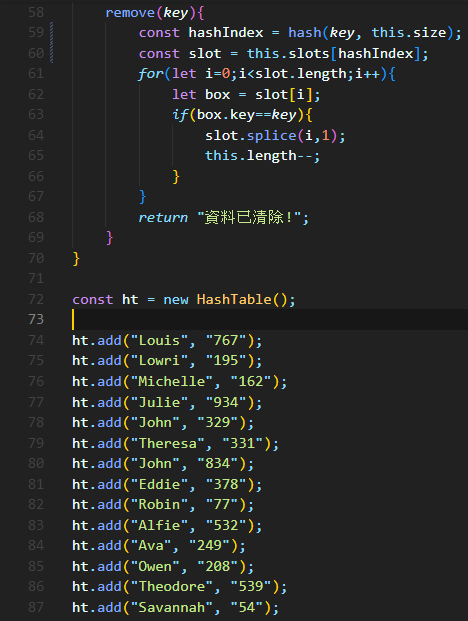 58 remove(key){
59 const hashIndex = hash(key, this.size);
60 const slot = this.slots[hashIndex];
61 for(let i=0;i<slot.length;i++){
62 let box = slot[i];
63 if(box.key==key){
64 slot.splice(i,1);
65 this.length--;
66 }
67 }
68 return "資料已清除!";
69 }
70 }
71
72 const ht = new HashTable();
73
74 ht.add("Louis", "767");
75 ht.add("Lowri", "195");
76 ht.add("Michelle", "162");
77 ht.add("Julie", "934");
78 ht.add("John", "329");
79 ht.add("Theresa", "331");
80 ht.add("John", "834");
81 ht.add("Eddie", "378");
82 ht.add("Robin", "77");
83 ht.add("Alfie", "532");
84 ht.add("Ava", "249");
85 ht.add("Owen", "208");
86 ht.add("Theodore", "539");
87 ht.add("Savannah", "54");